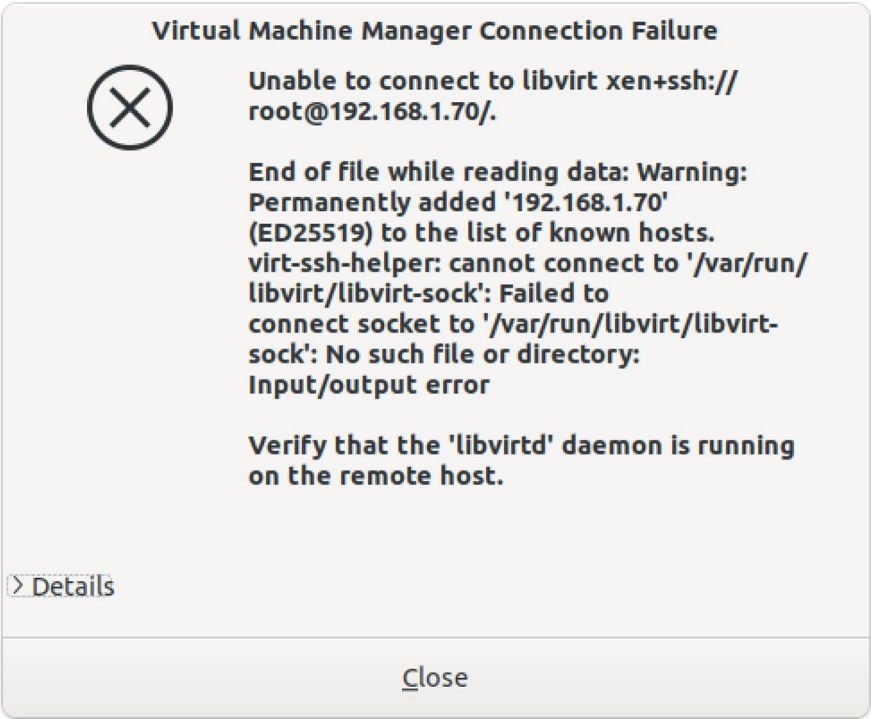 Virtual Machine Manager Connection Failure
Unable to connect to libvirt xen+ssh://
root@192.168.1.70/.
End of file while reading data: Warning:
Permanently added '192.168.1.70'
(ED25519) to the list of known hosts.
virt-ssh-helper: cannot connect to '/var/run/
libvirt/libvirt-sock': Failed to
connect socket to '/var/run/libvirt/libvirt-
sock': No such file or directory:
Input/output error
Verify that the 'libvirtd' daemon is running
on the remote host.
Details
Close